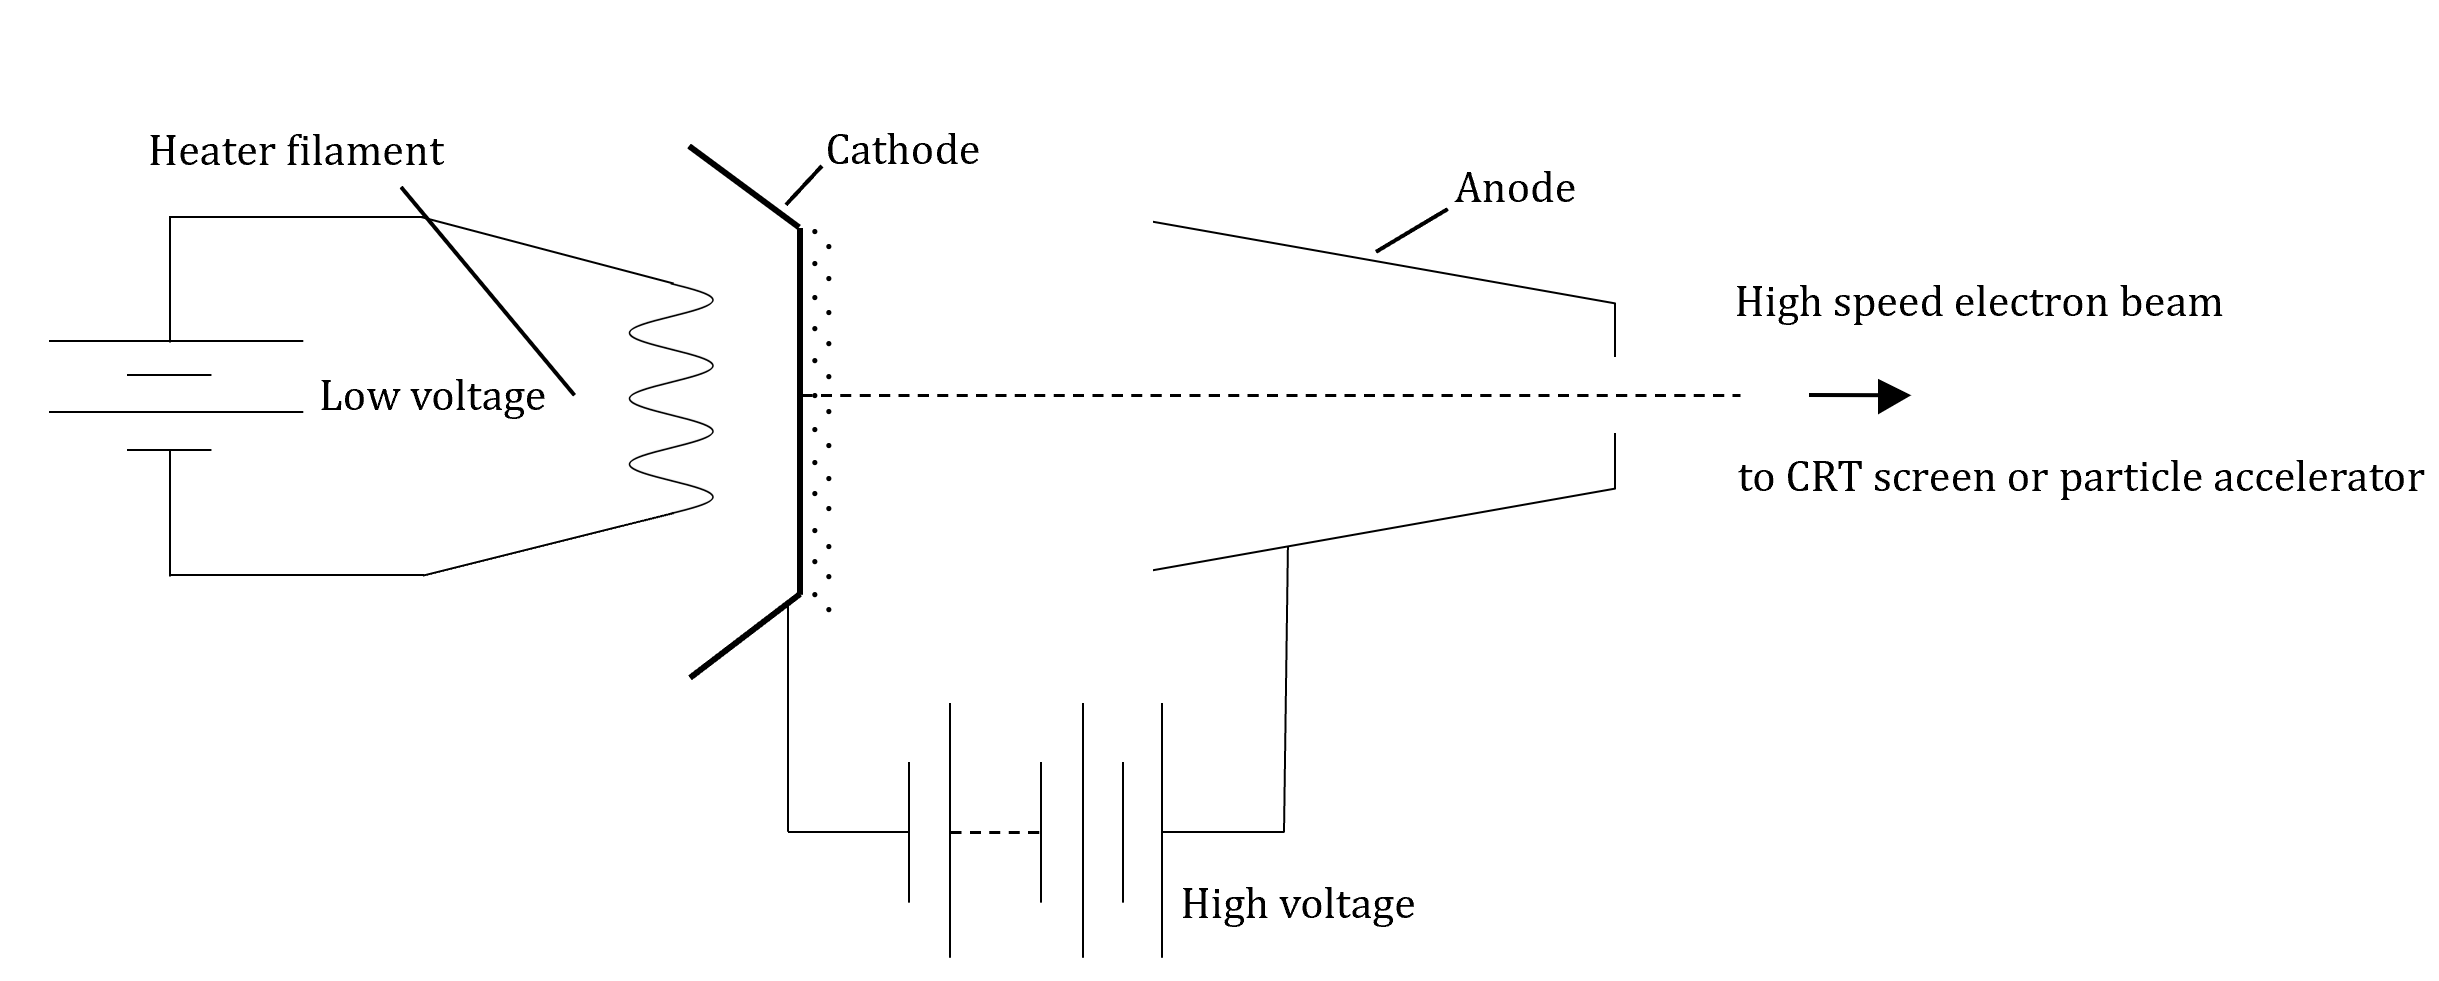 Heater filament
Cathode
Anode
High speed electron beam
Low voltage
to CRT screen or particle accelerator
High voltage